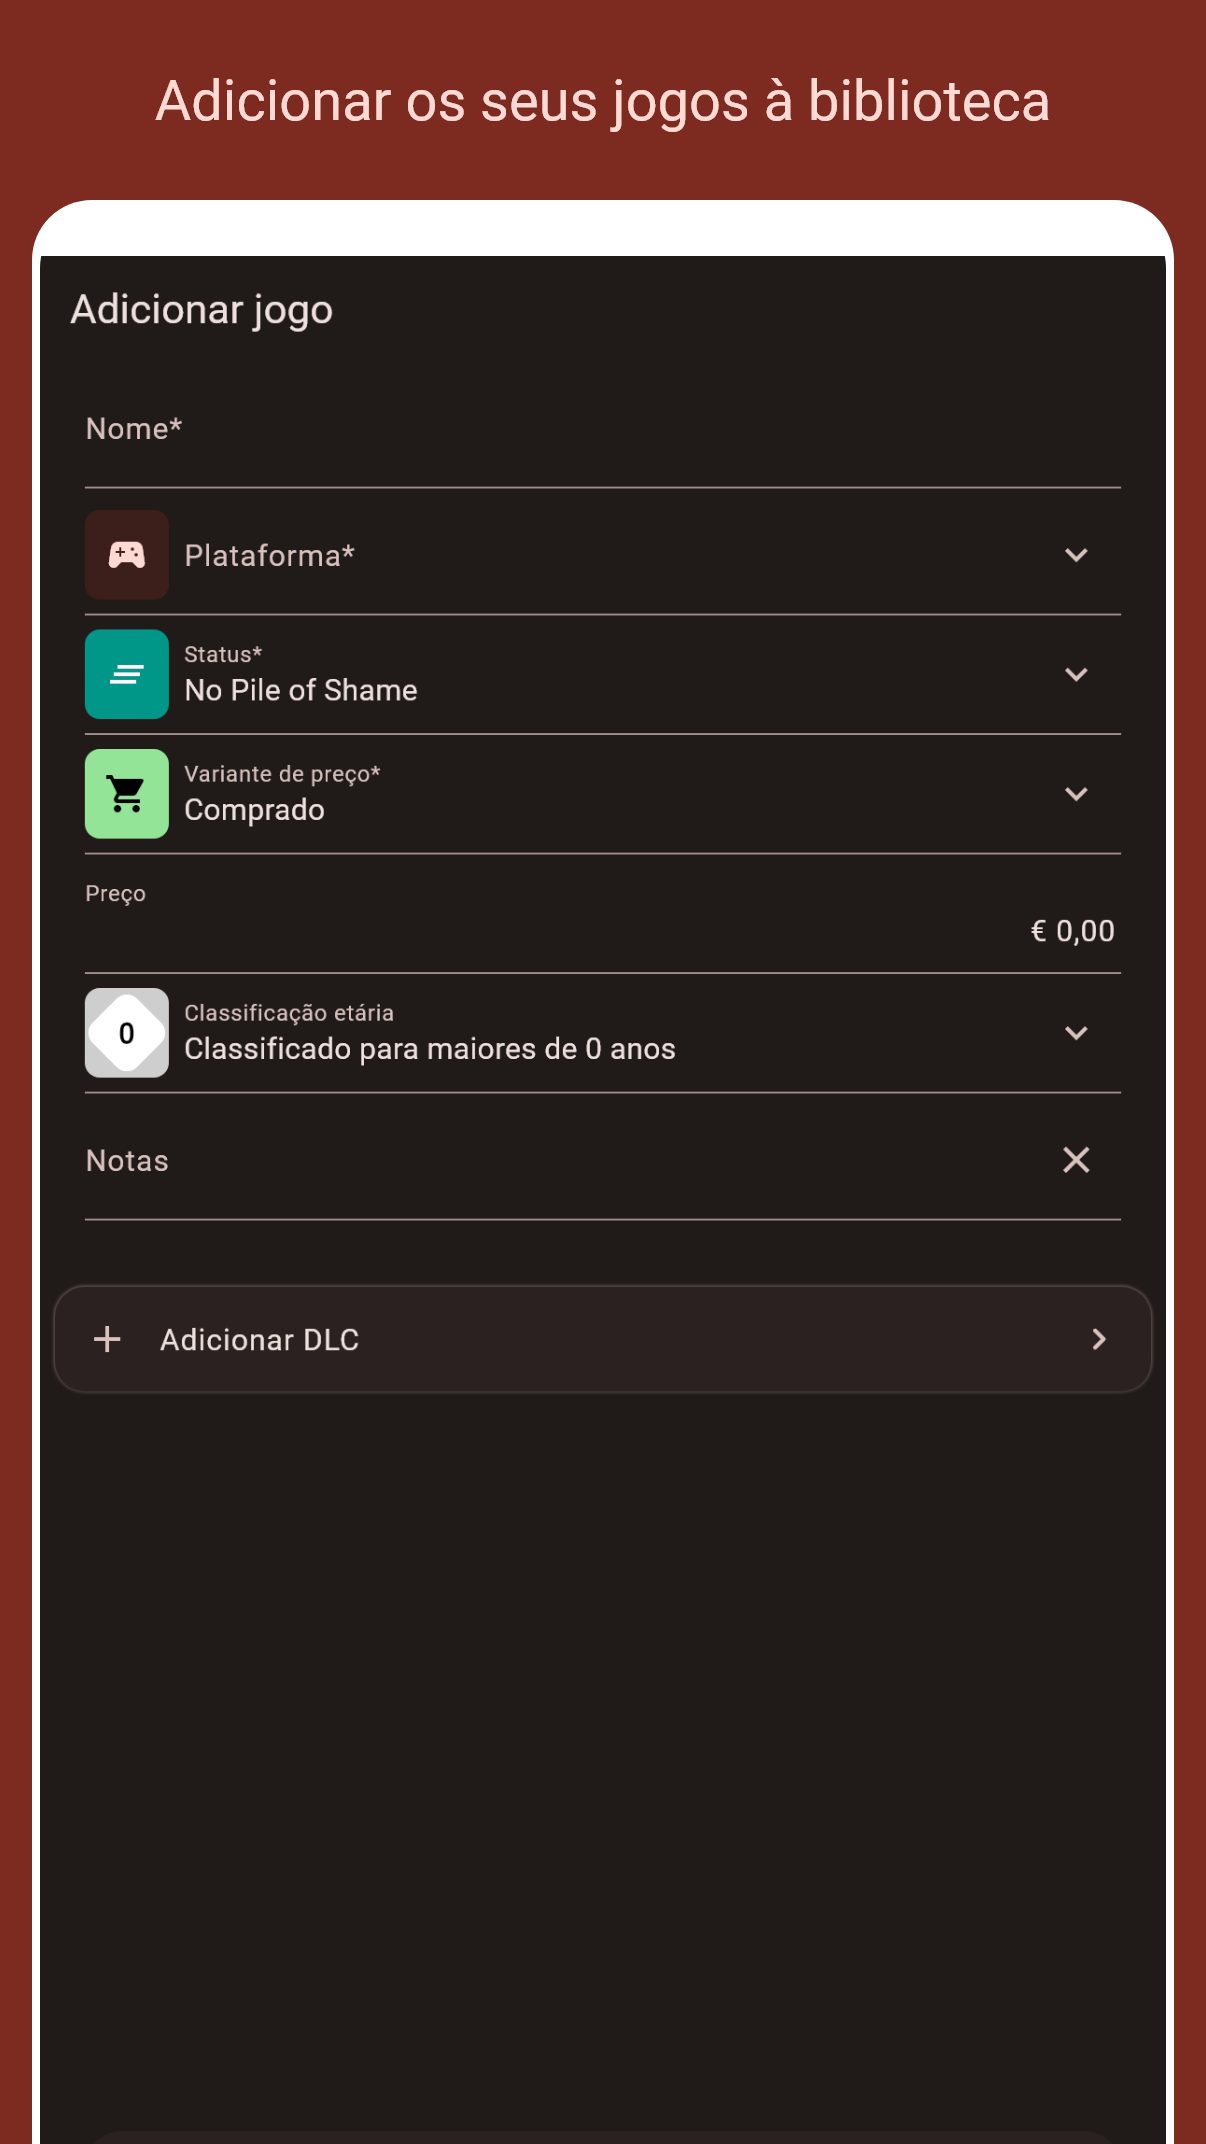 Adicionar os seus jogos à biblioteca
Adicionar jogo
Nome*
Plataforma*
Status*
No Pile of Shame
Variante de preço*
Comprado
Preço
€ 0,00
0
Classificação etária
Classificado para maiores de 0 anos
Notas
Adicionar DLC